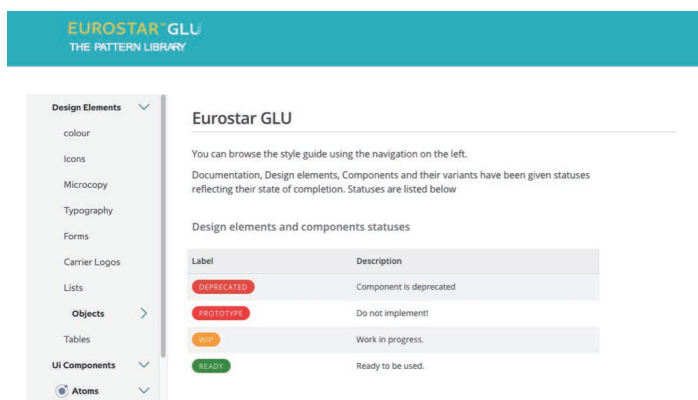 EUROSTAR™GLU
THE PATTERN LIBRARY
Design Elements
colour
Icons
Microcopy
Typography
Forms
Carrier Logos
Lists
Objects
Tables
Ui Components
Atoms
Eurostar GLU
You can browse the style guide using the navigation on the left.
Documentation, Design elements, Components and their variants have been given statuses
reflecting their state of completion. Statuses are listed below
Design elements and components statuses
Label Description
DEPRECATED Component is deprecated
PROTOTYPE Do not implement!
WIP Work in progress.
READY Ready to be used.